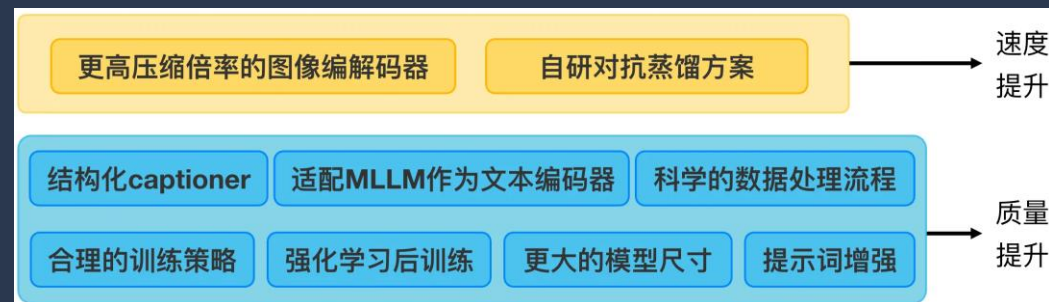 更高压缩倍率的图像编解码器
自研对抗蒸馏方案
速度
提升
结构化captioner
适配MLLM作为文本编码器
科学的数据处理流程
合理的训练策略
强化学习后训练
更大的模型尺寸
提示词增强
质量
提升